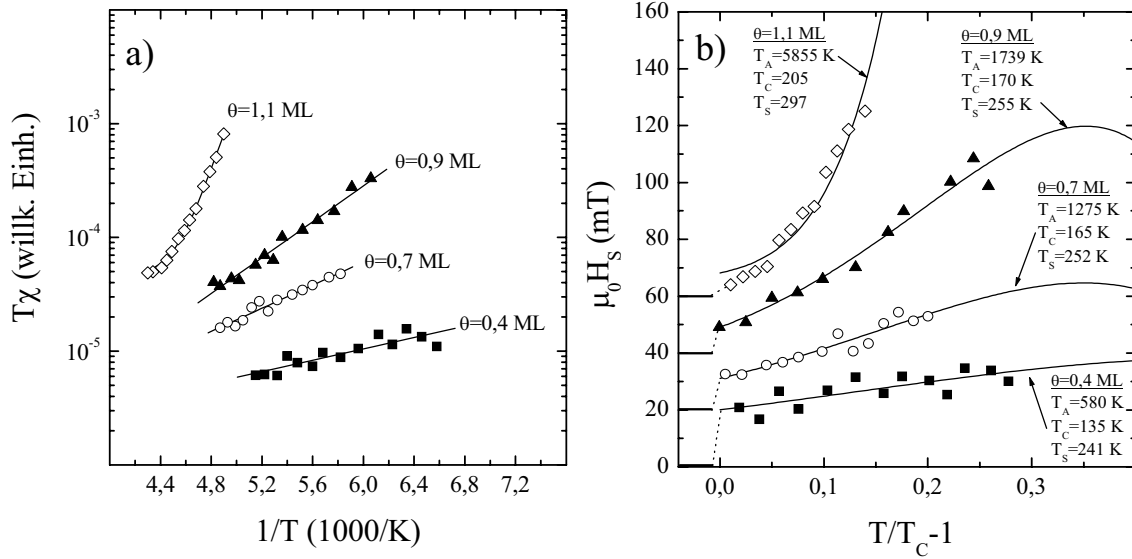 a)
10⁻³
10⁻⁴
10⁻⁵
Tχ (willk. Einh.)
θ=1,1 ML
θ=0,9 ML
θ=0,7 ML
θ=0,4 ML
4,4 4,8 5,2 5,6 6,0 6,4 6,8 7,2
1/T (1000/K)
b)
160
140
120
100
80
60
40
20
0
μ₀H_S (mT)
θ=1,1 ML
T_A=5855 K
T_C=205
T_S=297
θ=0,9 ML
T_A=1739 K
T_C=170 K
T_S=255 K
θ=0,7 ML
T_A=1275 K
T_C=165 K
T_S=252 K
θ=0,4 ML
T_A=580 K
T_C=135 K
T_S=241 K
0,0 0,1 0,2 0,3
T/T_C-1